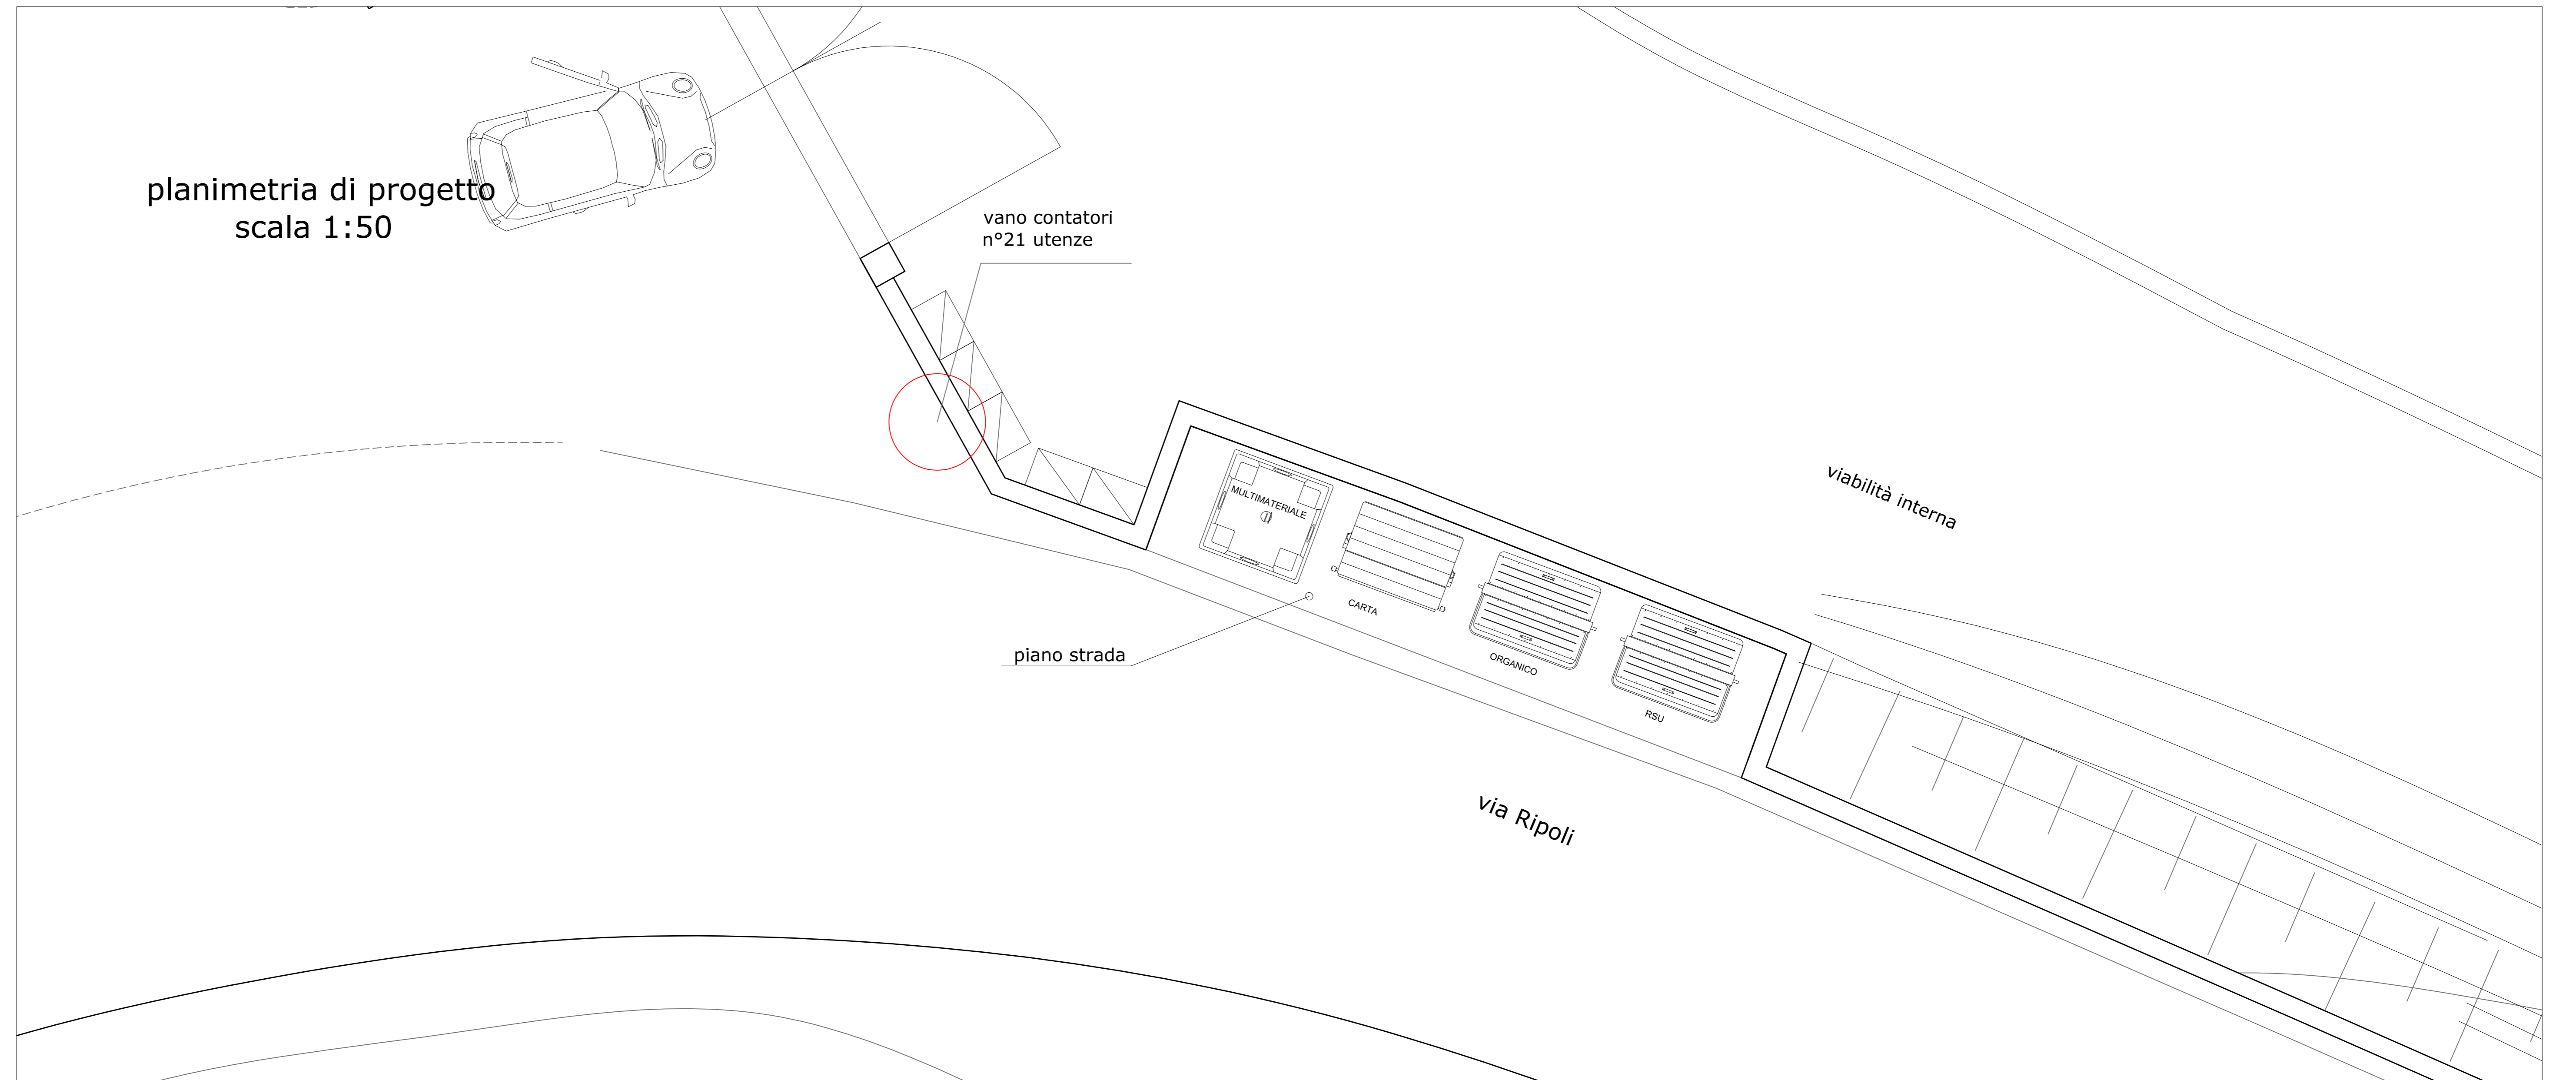 planimetria di progetto
scala 1:50
vano contatori
n°21 utenze
MULTIMATERIALE
CARTA
ORGANICO
RSU
piano strada
viabilità interna
via Ripoli